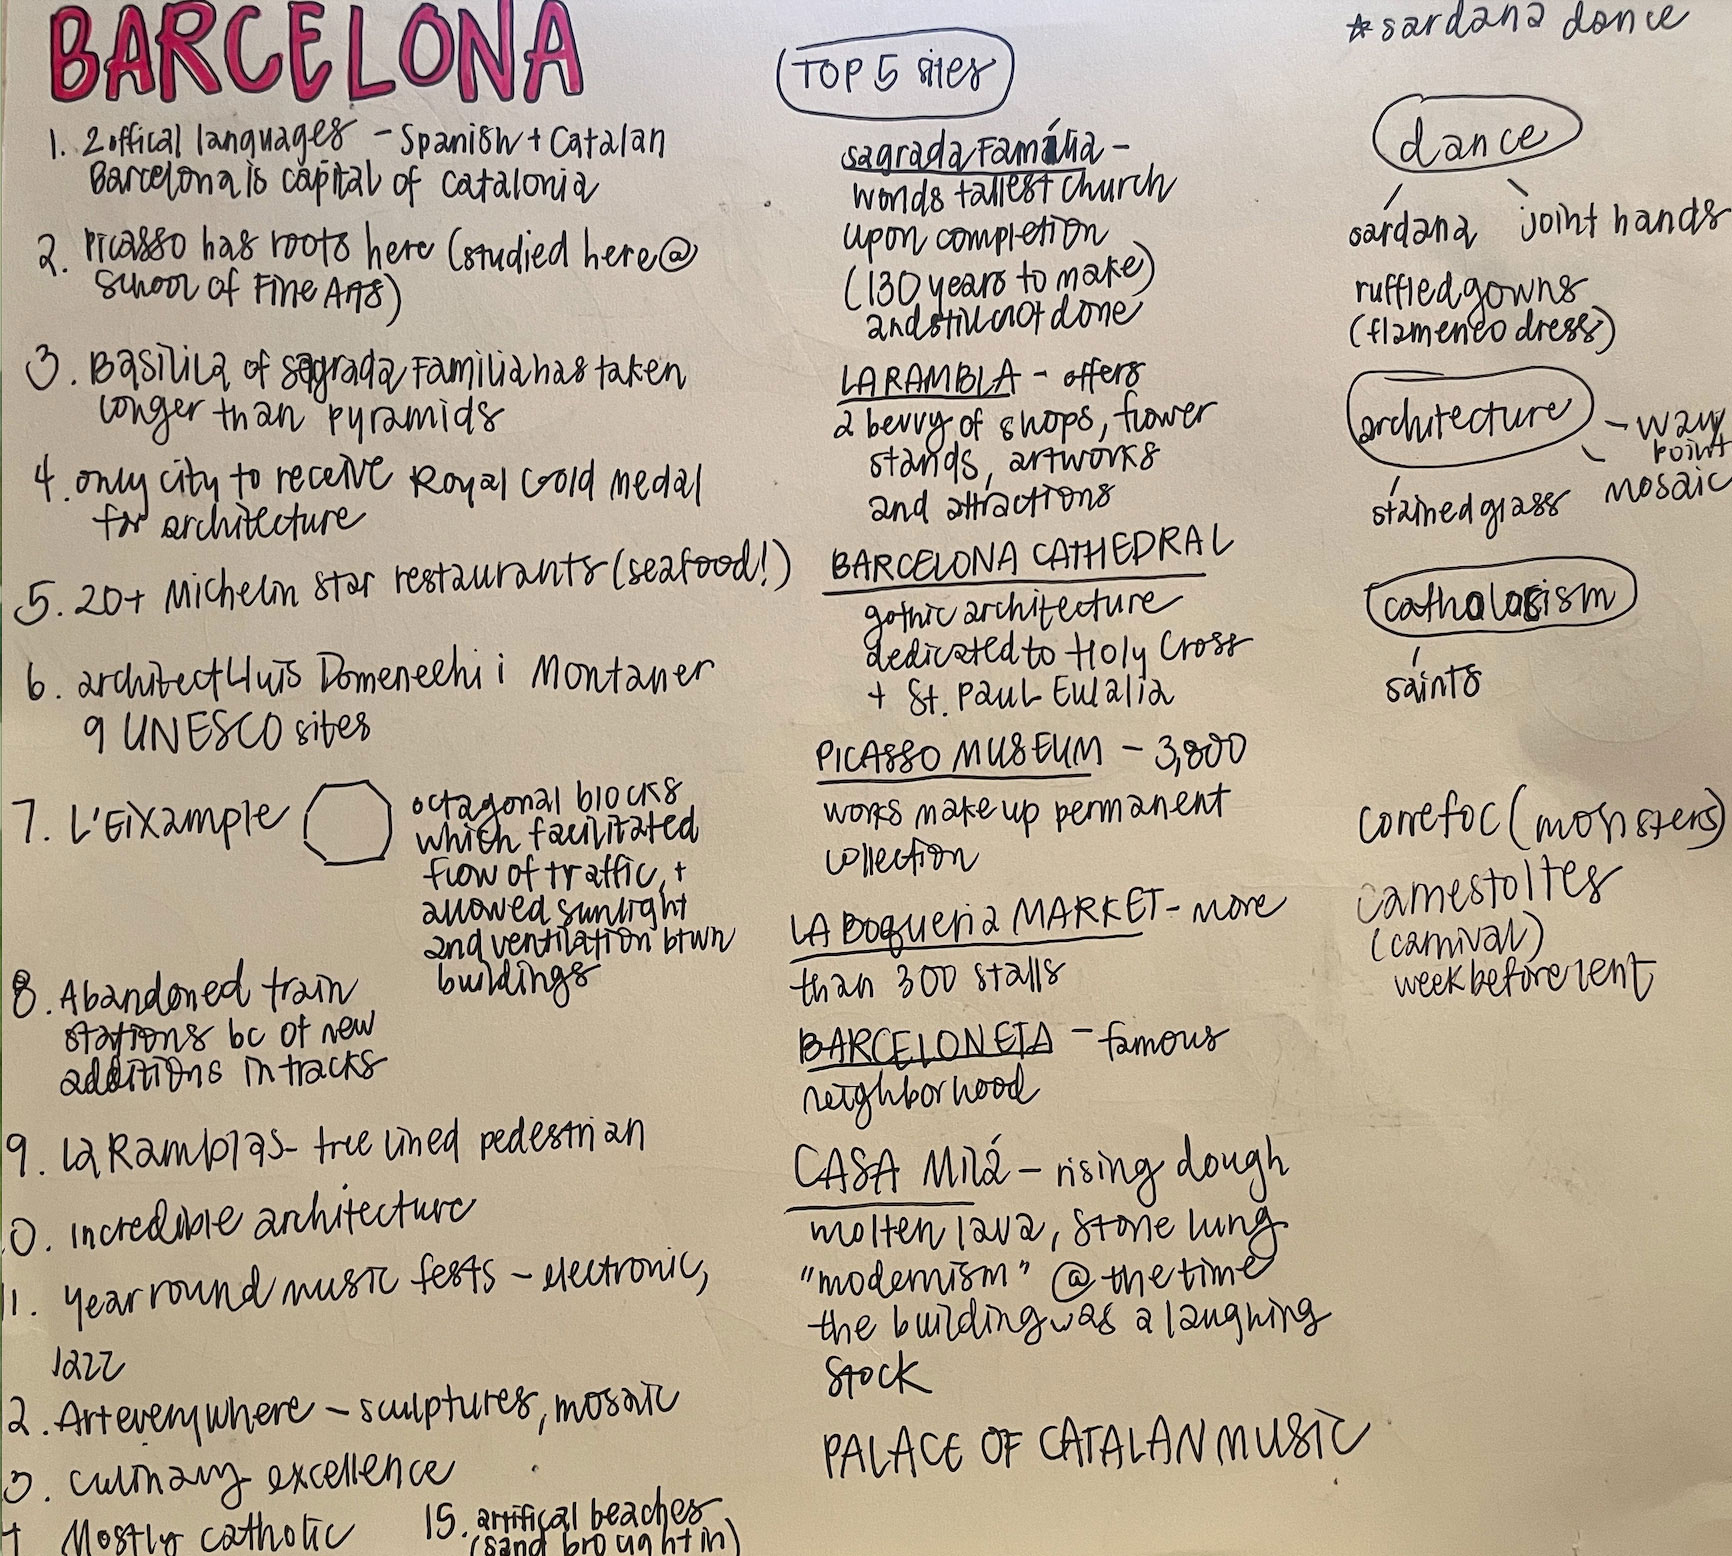 BARCELONA
1. 2 offical languages - Spanish + Catalan
Barcelona is capital of Catalonia
2. Picasso has roots here (studied here @
School of Fine Arts)
3. Basilila of Sagrada Familia has taken
longer than pyramids
4. only city to receive Royal Gold medal
for architecture
5. 20+ Michelin star restaurants (seafood!)
6. architect Lluis Domenechi i Montaner
9 UNESCO sites
7. L'Eixample
octagonal blocks
which facilitated
flow of traffic, +
allowed sunlight
and ventilation btwn
buildings
8. Abandoned train
stations bc of new
additions in tracks
9. La Ramblas- tree lined pedestrian
0. incredible architecture
1. year round music fests - electronic,
jazz
2. Art everywhere - sculptures, mosaic
3. culinary excellence
Mostly catholic
15. artifical beaches
(sand brought in)
TOP 5 sites
sagrada Família -
worlds tallest church
upon completion
(130 years to make)
and still not done
LA RAMBLA - offers
a bevvy of shops, flower
stands, artworks
and attractions
BARCELONA CATHEDRAL
gothic architecture
dedicated to Holy Cross
+ St. Paul Eulalia
PICASSO MUSEUM - 3,800
works make up permanent
collection
LA Boqueria MARKET - more
than 300 stalls
BARCELONETA - famous
neighborhood
CASA Milá - rising dough
molten lava, stone lung
"modernism" @ the time
the building was a laughing
stock
PALACE OF CATALAN MUSIC
*sardana dance
dance
sardana joint hands
ruffled gowns
(flamenco dress)
architecture - way
point
stained glass mosaic
saints
correfoc (monsters)
carnestoltes
(carnival)
week before lent